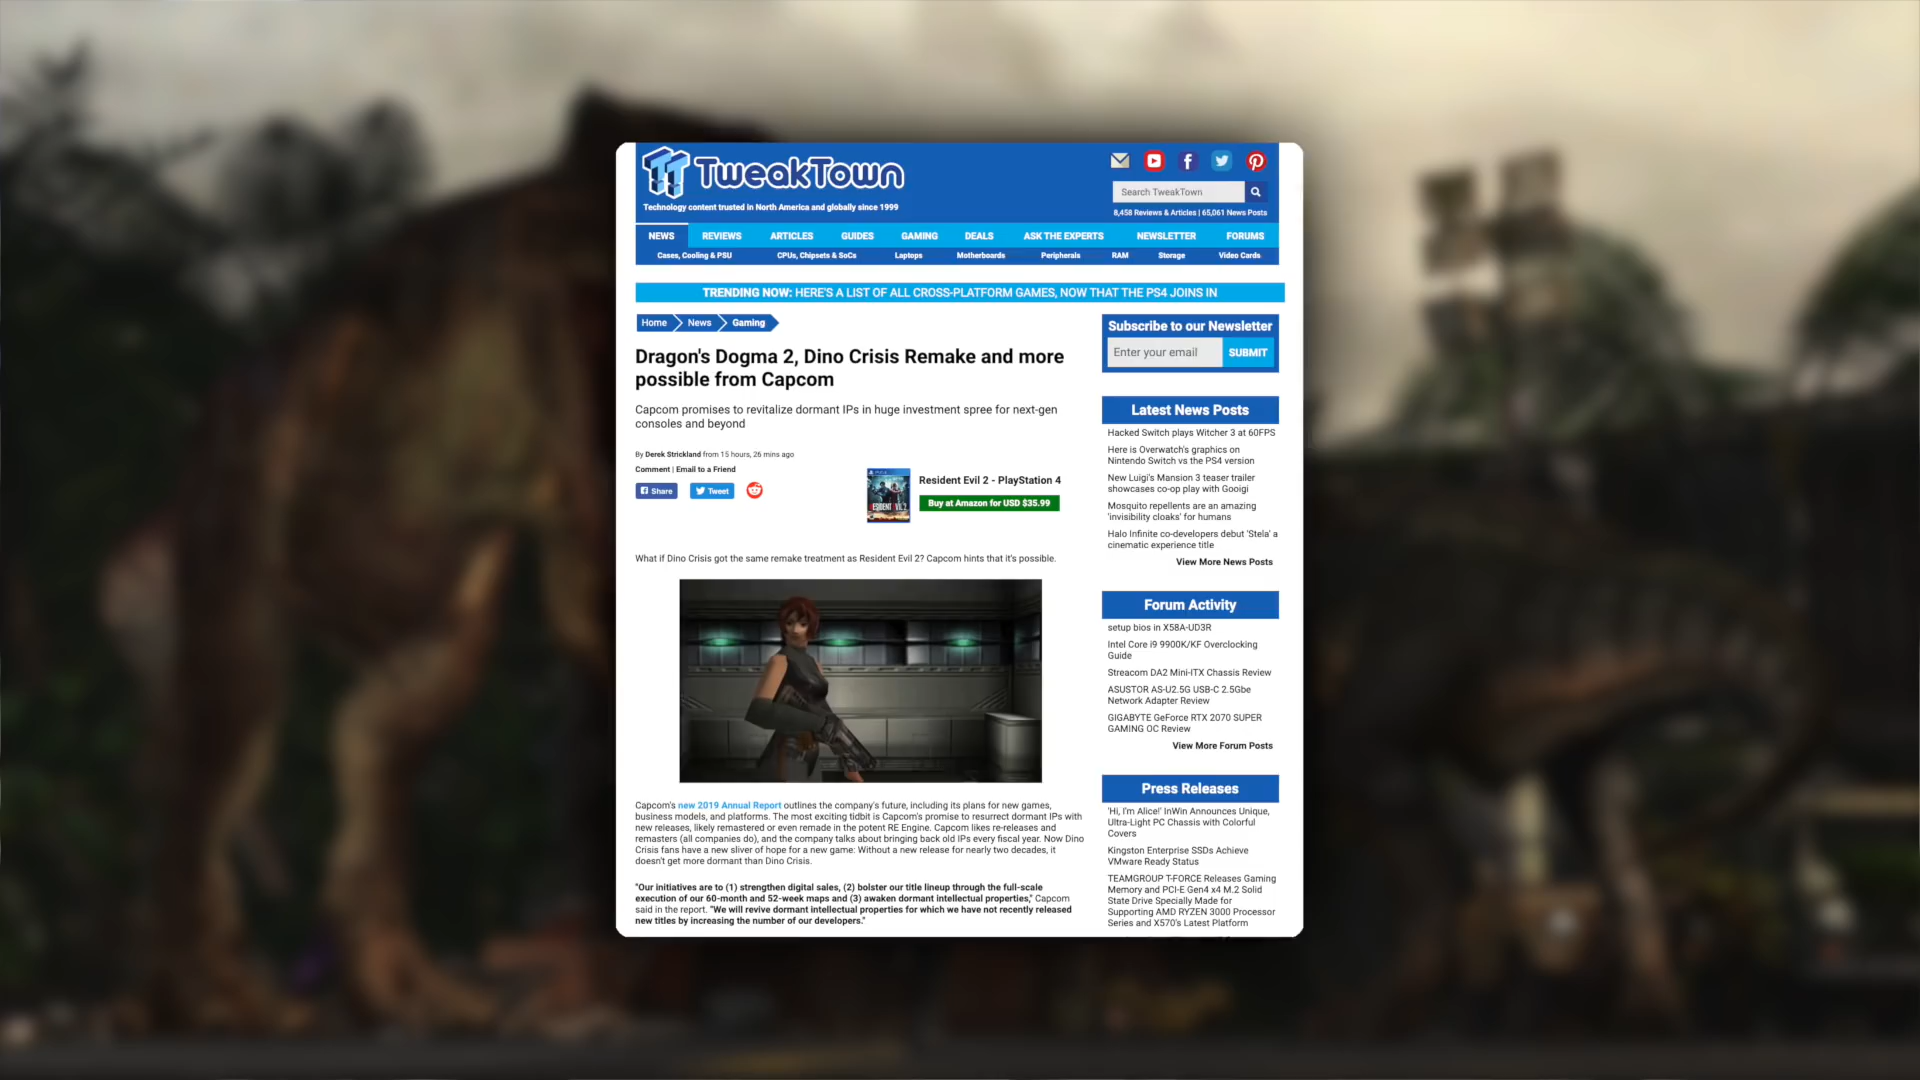 TweakTown
Technology content trusted in North America and globally since 1999
Search TweakTown
8,458 Reviews & Articles | 65,061 News Posts
NEWS REVIEWS ARTICLES GUIDES GAMING DEALS ASK THE EXPERTS NEWSLETTER FORUMS
Cases, Cooling & PSU CPUs, Chipsets & SoCs Laptops Motherboards Peripherals RAM Storage Video Cards
TRENDING NOW: HERE'S A LIST OF ALL CROSS-PLATFORM GAMES, NOW THAT THE PS4 JOINS IN
Home News Gaming
Dragon's Dogma 2, Dino Crisis Remake and more
possible from Capcom
Capcom promises to revitalize dormant IPs in huge investment spree for next-gen
consoles and beyond
By Derek Strickland from 15 hours, 26 mins ago
Comment | Email to a Friend
Share Tweet
RESIDENT EVIL 2
Resident Evil 2 - PlayStation 4
Buy at Amazon for USD $35.99
What if Dino Crisis got the same remake treatment as Resident Evil 2? Capcom hints that it's possible.
Capcom's new 2019 Annual Report outlines the company's future, including its plans for new games,
business models, and platforms. The most exciting tidbit is Capcom's promise to resurrect dormant IPs with
new releases, likely remastered or even remade in the potent RE Engine. Capcom likes re-releases and
remasters (all companies do), and the company talks about bringing back old IPs every fiscal year. Now Dino
Crisis fans have a new sliver of hope for a new game: Without a new release for nearly two decades, it
doesn't get more dormant than Dino Crisis.
"Our initiatives are to (1) strengthen digital sales, (2) bolster our title lineup through the full-scale
execution of our 60-month and 52-week maps and (3) awaken dormant intellectual properties," Capcom
said in the report. "We will revive dormant intellectual properties for which we have not recently released
new titles by increasing the number of our developers."
Subscribe to our Newsletter
Enter your email SUBMIT
Latest News Posts
Hacked Switch plays Witcher 3 at 60FPS
Here is Overwatch's graphics on
Nintendo Switch vs the PS4 version
New Luigi's Mansion 3 teaser trailer
showcases co-op play with Gooigi
Mosquito repellents are an amazing
'invisibility cloaks' for humans
Halo Infinite co-developers debut 'Stela' a
cinematic experience title
View More News Posts
Forum Activity
setup bios in X58A-UD3R
Intel Core i9 9900K/KF Overclocking
Guide
Streacom DA2 Mini-ITX Chassis Review
ASUSTOR AS-U2.5G USB-C 2.5Gbe
Network Adapter Review
GIGABYTE GeForce RTX 2070 SUPER
GAMING OC Review
View More Forum Posts
Press Releases
'Hi, I'm Alice!' InWin Announces Unique,
Ultra-Light PC Chassis with Colorful
Covers
Kingston Enterprise SSDs Achieve
VMware Ready Status
TEAMGROUP T-FORCE Releases Gaming
Memory and PCI-E Gen4 x4 M.2 Solid
State Drive Specially Made for
Supporting AMD RYZEN 3000 Processor
Series and X570's Latest Platform